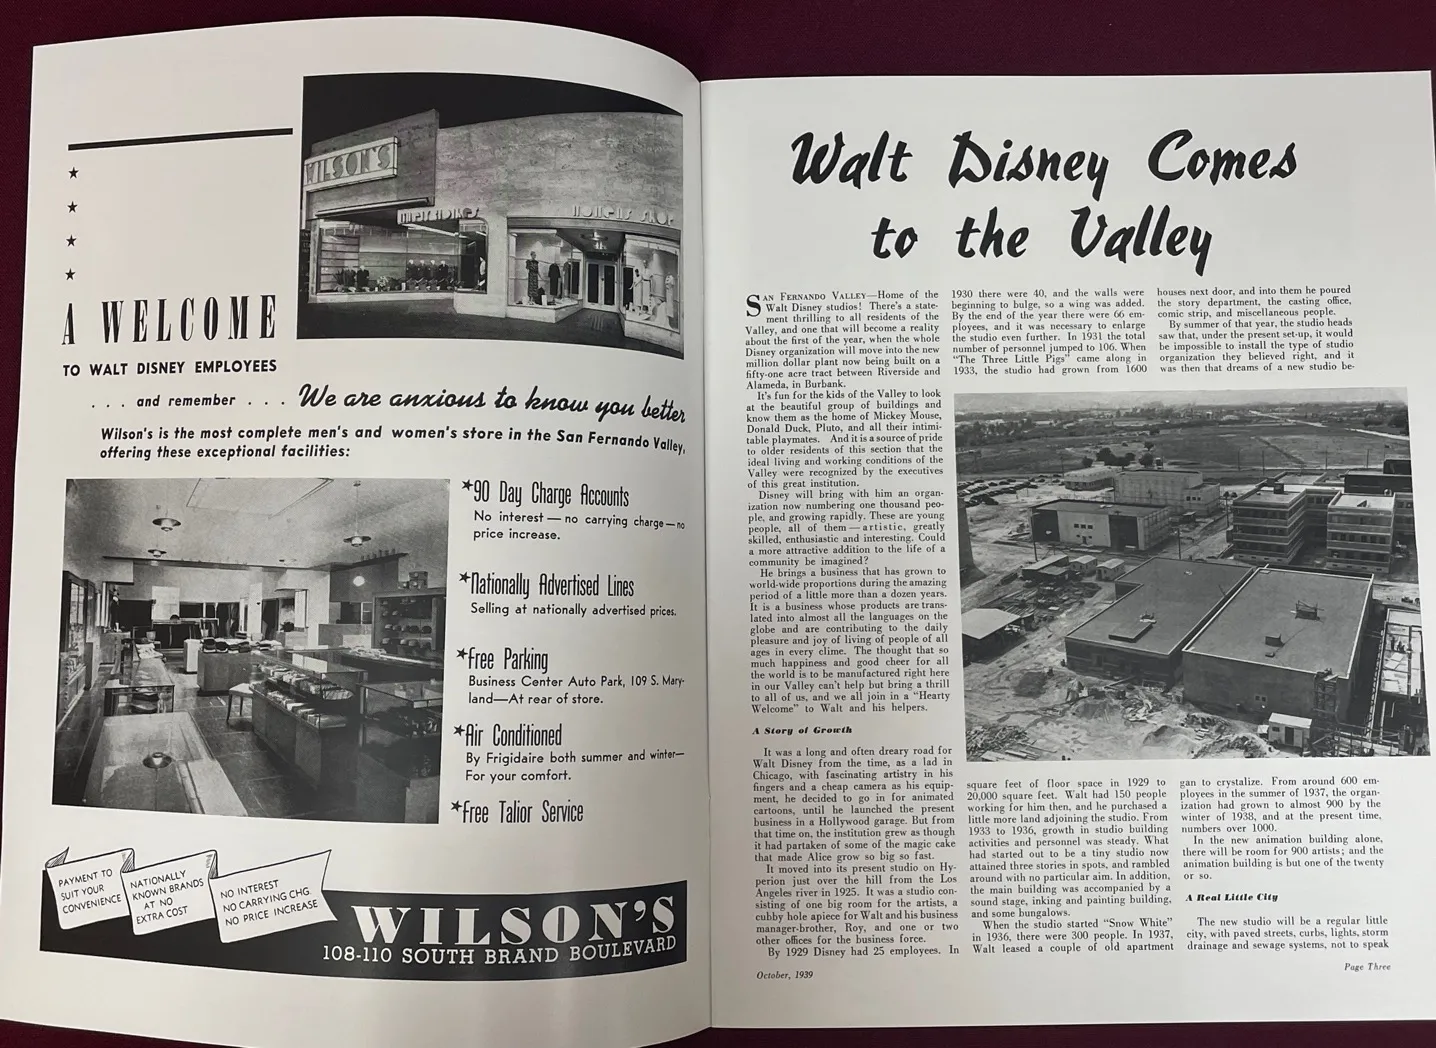 WILSON'S
A WELCOME
TO WALT DISNEY EMPLOYEES
. . . and remember . . . We are anxious to know you better
Wilson's is the most complete men's and women's store in the San Fernando Valley,
offering these exceptional facilities:
90 Day Charge Accounts
No interest — no carrying charge — no
price increase.
Nationally Advertised Lines
Selling at nationally advertised prices.
Free Parking
Business Center Auto Park, 109 S. Mary-
land—At rear of store.
Air Conditioned
By Frigidaire both summer and winter—
For your comfort.
Free Talior Service
PAYMENT TO
SUIT YOUR
CONVENIENCE
NATIONALLY
KNOWN BRANDS
AT NO
EXTRA COST
NO INTEREST
NO CARRYING CHG.
NO PRICE INCREASE
WILSON'S
108-110 SOUTH BRAND BOULEVARD
Walt Disney Comes
to the Valley
SAN FERNANDO VALLEY—Home of the
Walt Disney studios! There's a state-
ment thrilling to all residents of the
Valley, and one that will become a reality
about the first of the year, when the whole
Disney organization will move into the new
million dollar plant now being built on a
fifty-one acre tract between Riverside and
Alameda, in Burbank.
It's fun for the kids of the Valley to look
at the beautiful group of buildings and
know them as the home of Mickey Mouse,
Donald Duck, Pluto, and all their intimi-
table playmates. And it is a source of pride
to older residents of this section that the
ideal living and working conditions of the
Valley were recognized by the executives
of this great institution.
Disney will bring with him an organ-
ization now numbering one thousand peo-
ple, and growing rapidly. These are young
people, all of them—artistic, greatly
skilled, enthusiastic and interesting. Could
a more attractive addition to the life of a
community be imagined?
He brings a business that has grown to
world-wide proportions during the amazing
period of a little more than a dozen years.
It is a business whose products are trans-
lated into almost all the languages on the
globe and are contributing to the daily
pleasure and joy of living of people of all
ages in every clime. The thought that so
much happiness and good cheer for all
the world is to be manufactured right here
in our Valley can't help but bring a thrill
to all of us, and we all join in a "Hearty
Welcome" to Walt and his helpers.
A Story of Growth
It was a long and often dreary road for
Walt Disney from the time, as a lad in
Chicago, with fascinating artistry in his
fingers and a cheap camera as his equip-
ment, he decided to go in for animated
cartoons, until he launched the present
business in a Hollywood garage. But from
that time on, the institution grew as though
it had partaken of some of the magic cake
that made Alice grow so big so fast.
It moved into its present studio on Hy-
perion just over the hill from the Los
Angeles river in 1925. It was a studio con-
sisting of one big room for the artists, a
cubby hole apiece for Walt and his business
manager-brother, Roy, and one or two
other offices for the business force.
By 1929 Disney had 25 employees. In
1930 there were 40, and the walls were
beginning to bulge, so a wing was added.
By the end of the year there were 66 em-
ployees, and it was necessary to enlarge
the studio even further. In 1931 the total
number of personnel jumped to 106. When
"The Three Little Pigs" came along in
1933, the studio had grown from 1600
square feet of floor space in 1929 to
20,000 square feet. Walt had 150 people
working for him then, and he purchased a
little more land adjoining the studio. From
1933 to 1936, growth in studio building
activities and personnel was steady. What
had started out to be a tiny studio now
attained three stories in spots, and rambled
around with no particular aim. In addition,
the main building was accompanied by a
sound stage, inking and painting building,
and some bungalows.
When the studio started "Snow White"
in 1936, there were 300 people. In 1937,
Walt leased a couple of old apartment
houses next door, and into them he poured
the story department, the casting office,
comic strip, and miscellaneous people.
By summer of that year, the studio heads
saw that, under the present set-up, it would
be impossible to install the type of studio
organization they believed right, and it
was then that dreams of a new studio be-
gan to crystalize. From around 600 em-
ployees in the summer of 1937, the organ-
ization had grown to almost 900 by the
winter of 1938, and at the present time,
numbers over 1000.
In the new animation building alone,
there will be room for 900 artists; and the
animation building is but one of the twenty
or so.
A Real Little City
The new studio will be a regular little
city, with paved streets, curbs, lights, storm
drainage and sewage systems, not to speak
October, 1939
Page Three